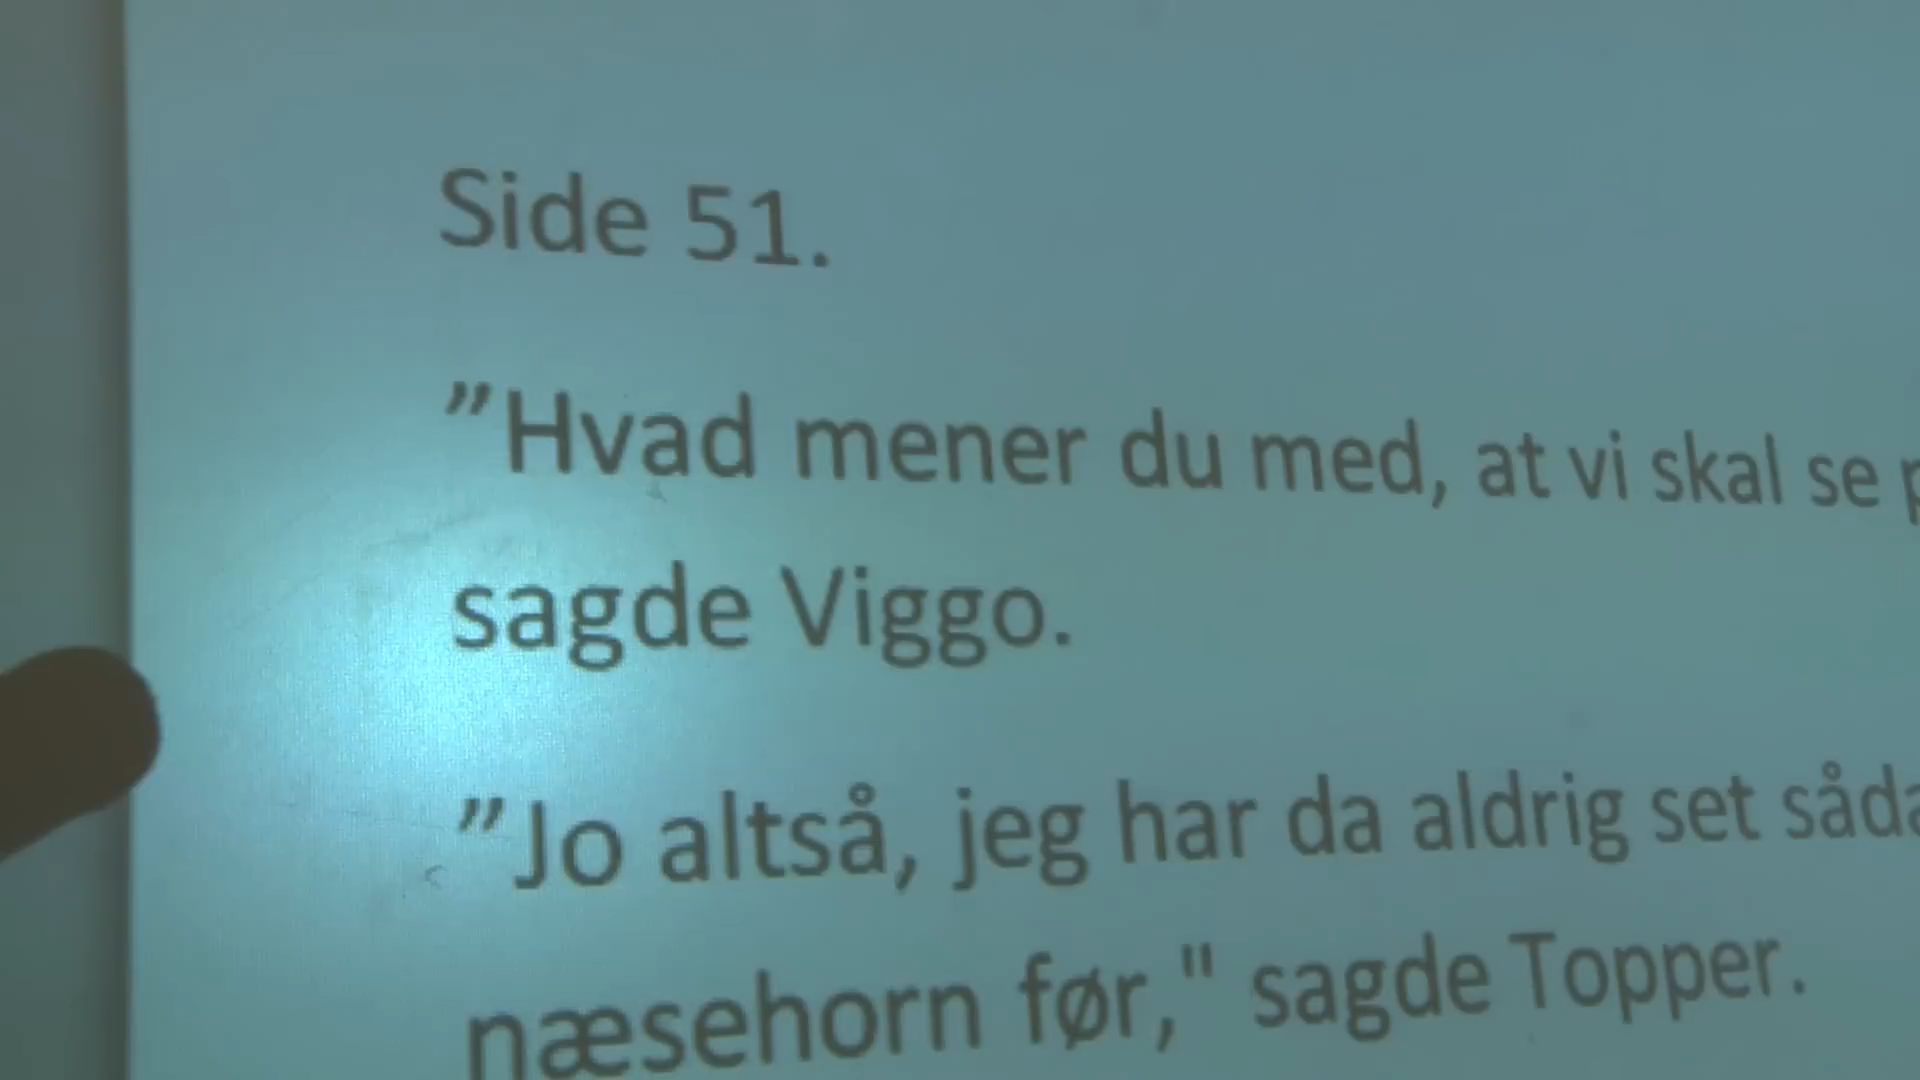 Side 51.
”Hvad mener du med, at vi skal se
sagde Viggo.
”Jo altså, jeg har da aldrig set
næsehorn før," sagde Topper.